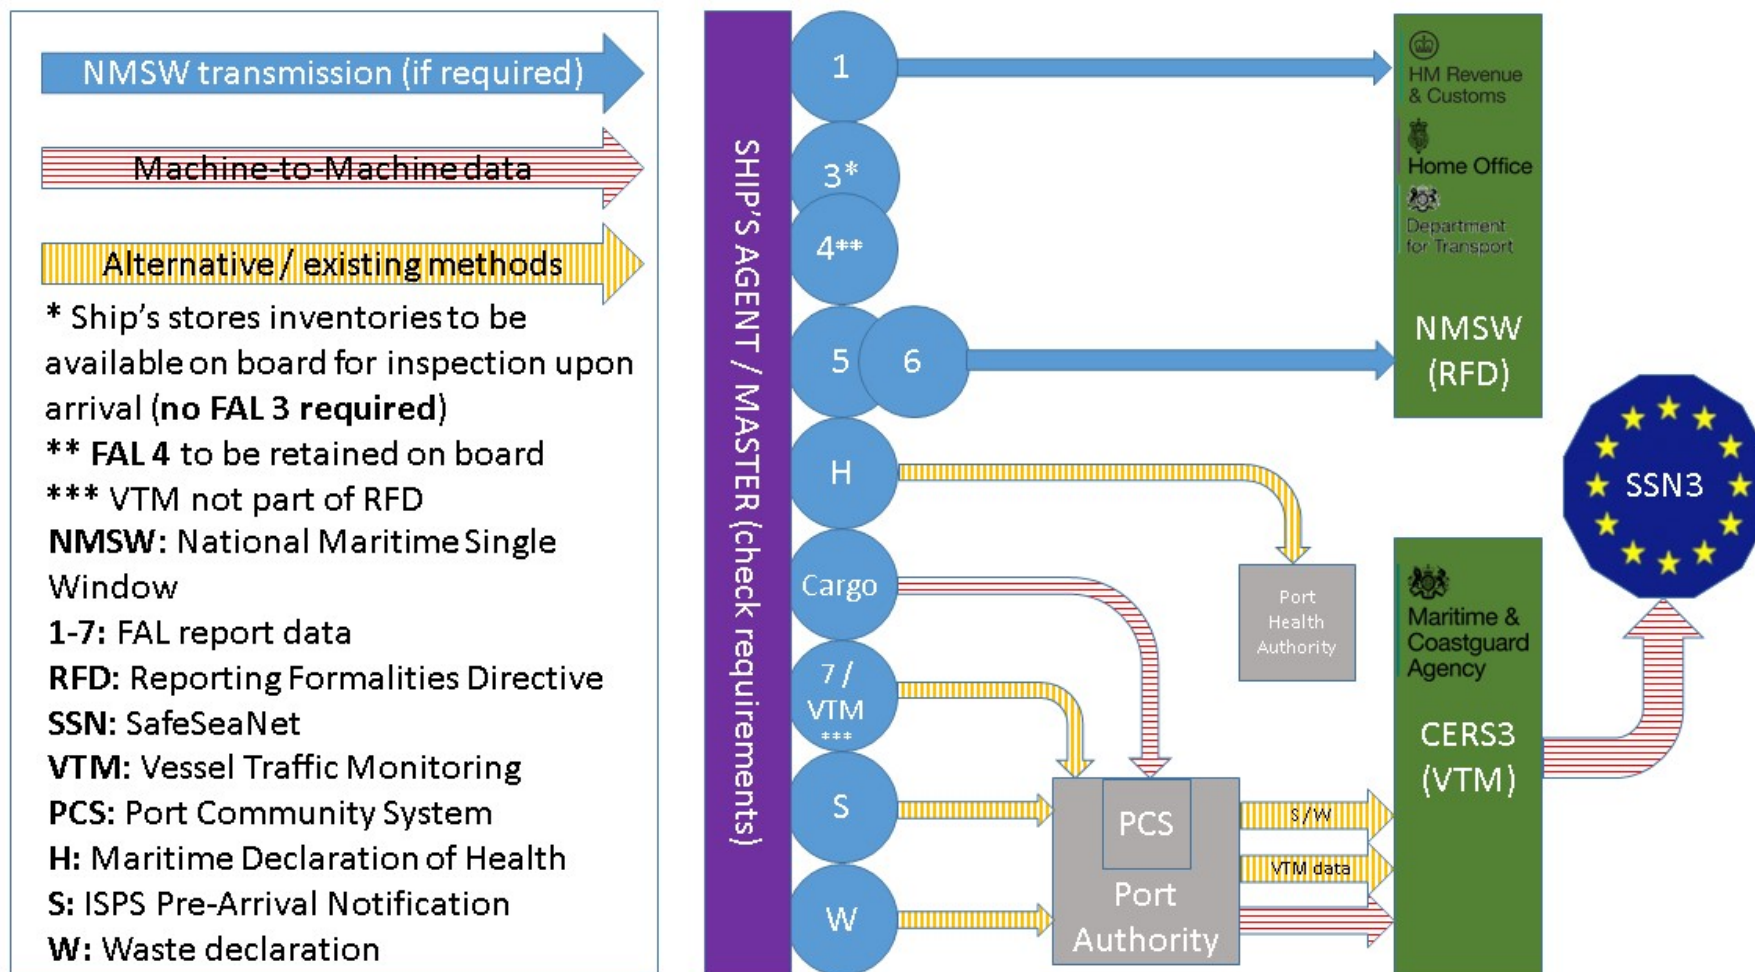 NMSW transmission (if required)
Machine-to-Machine data
Alternative / existing methods
* Ship's stores inventories to be
available on board for inspection upon
arrival (no FAL 3 required)
** FAL 4 to be retained on board
*** VTM not part of RFD
NMSW: National Maritime Single
Window
1-7: FAL report data
RFD: Reporting Formalities Directive
SSN: SafeSeaNet
VTM: Vessel Traffic Monitoring
PCS: Port Community System
H: Maritime Declaration of Health
S: ISPS Pre-Arrival Notification
W: Waste declaration
SHIP'S AGENT / MASTER (check requirements)
1
3*
4**
5
6
H
Cargo
7 /
VTM
***
S
W
Port
Health
Authority
PCS
Port
Authority
S/W
VTM data
HM Revenue
& Customs
Home Office
Department
for Transport
NMSW
(RFD)
Maritime &
Coastguard
Agency
CERS3
(VTM)
SSN3